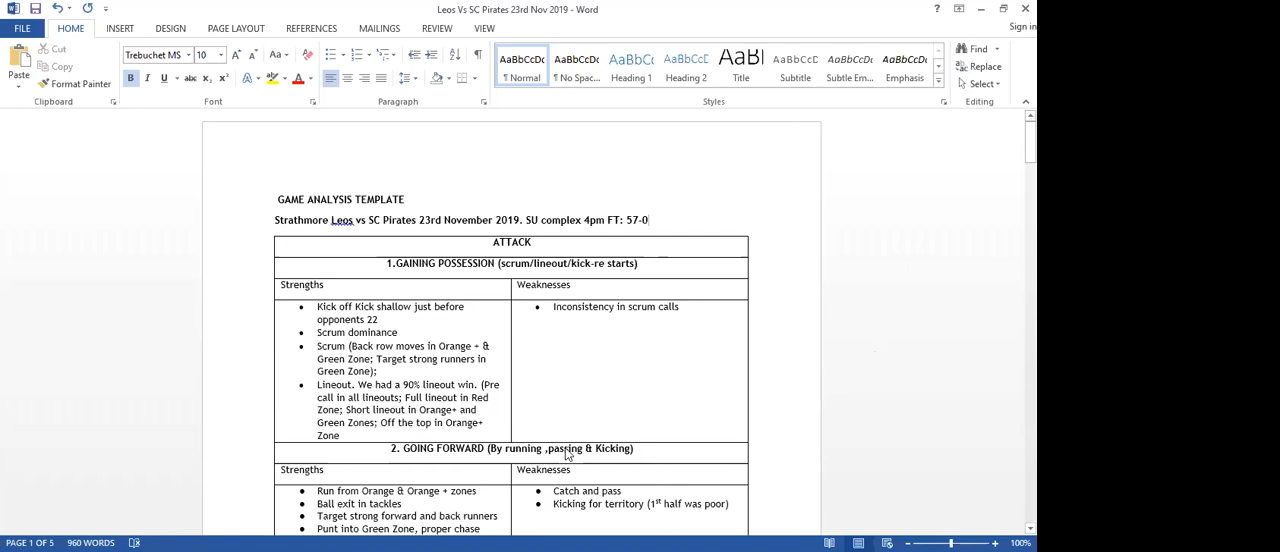 Leos Vs SC Pirates 23rd Nov 2019 - Word
FILE HOME INSERT DESIGN PAGE LAYOUT REFERENCES MAILINGS REVIEW VIEW Sign in
Paste
Cut
Copy
Format Painter
Clipboard
Trebuchet MS 10
Font
Paragraph
AaBbCcDc AaBbCcDc AaBbCc AaBbCcD AaBl AaBbCcD AaBbCcDc AaBbCcDc
¶ Normal ¶ No Spac... Heading 1 Heading 2 Title Subtitle Subtle Em... Emphasis
Styles
Find
Replace
Select
Editing
GAME ANALYSIS TEMPLATE
Strathmore Leos vs SC Pirates 23rd November 2019. SU complex 4pm FT: 57-0
ATTACK
1.GAINING POSSESSION (scrum/lineout/kick-re starts)
Strengths Weaknesses
• Kick off Kick shallow just before
opponents 22
• Scrum dominance
• Scrum (Back row moves in Orange + &
Green Zone; Target strong runners in
Green Zone);
• Lineout. We had a 90% lineout win. (Pre
call in all lineouts; Full lineout in Red
Zone; Short lineout in Orange+ and
Green Zones; Off the top in Orange+
Zone
• Inconsistency in scrum calls
2. GOING FORWARD (By running ,passing & Kicking)
Strengths Weaknesses
• Run from Orange & Orange + zones
• Ball exit in tackles
• Target strong forward and back runners
• Punt into Green Zone, proper chase
• Catch and pass
• Kicking for territory (1st half was poor)
PAGE 1 OF 5 960 WORDS 100%